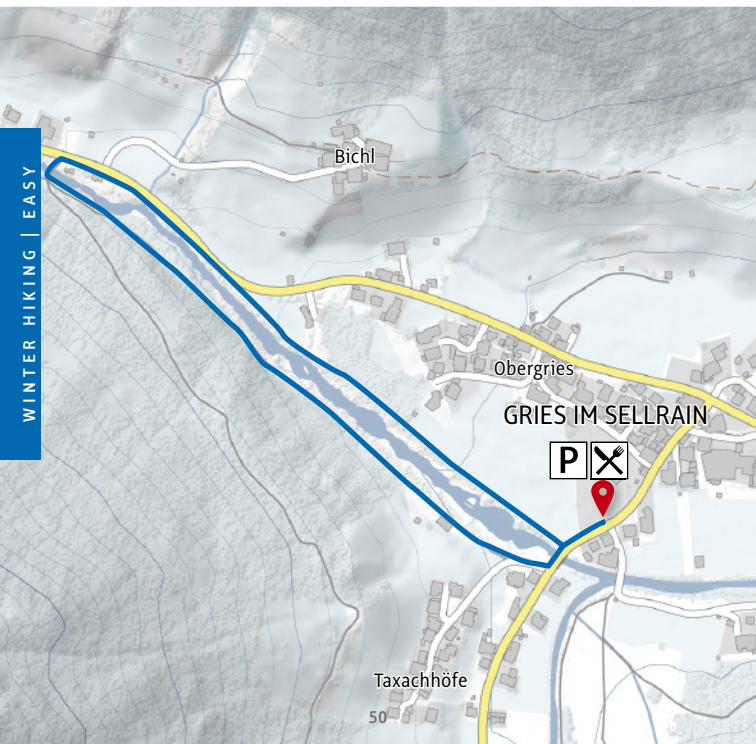 Bichl
WINTER HIKING | EASY
Obergries
GRIES IM SELLRAIN
P
Taxachhöfe
50